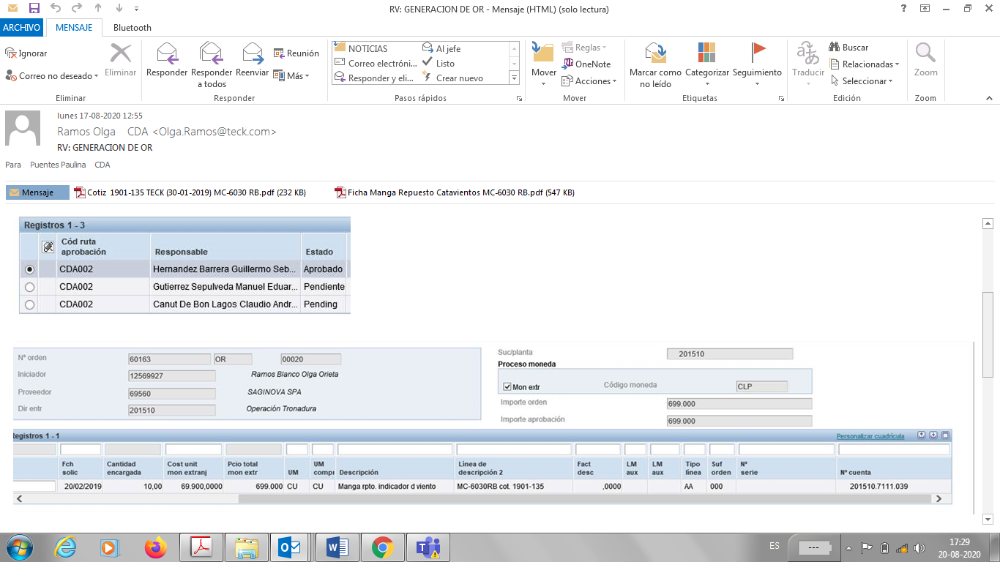 RV: GENERACION DE OR - Mensaje (HTML) (solo lectura)
ARCHIVO MENSAJE Bluetooth
Ignorar
Correo no deseado
Eliminar
Eliminar
Responder
Responder a todos
Reenviar
Reunión
Más
Responder
NOTICIAS
Correo electróni...
Responder y eli...
Al jefe
Listo
Crear nuevo
Pasos rápidos
Mover
Reglas
OneNote
Acciones
Mover
Marcar como no leído
Categorizar
Seguimiento
Etiquetas
Traducir
Buscar
Relacionadas
Seleccionar
Edición
Zoom
Zoom
lunes 17-08-2020 12:55
Ramos Olga CDA <Olga.Ramos@teck.com>
RV: GENERACION DE OR
Para Puentes Paulina CDA
Mensaje Cotiz 1901-135 TECK (30-01-2019) MC-6030 RB.pdf (232 KB) Ficha Manga Repuesto Catavientos MC-6030 RB.pdf (547 KB)
Registros 1 - 3
Cód ruta aprobación Responsable Estado
CDA002 Hernandez Barrera Guillermo Seb... Aprobado
CDA002 Gutierrez Sepulveda Manuel Eduar... Pendiente
CDA002 Canut De Bon Lagos Claudio Andr... Pending
Nº orden 60163 OR 00020
Iniciador 12569927 Ramos Blanco Olga Orieta
Proveedor 69560 SAGINOVA SPA
Dir entr 201510 Operación Tronadura
Suc/planta 201510
Proceso moneda
Mon extr Código moneda CLP
Importe orden 699.000
Importe aprobación 699.000
Registros 1 - 1 Personalizar cuadrícula
Fch solic Cantidad encargada Cost unit mon extranj Pcio total mon extr UM UM compr Descripción Línea de descripción 2 Fact desc LM aux LM aux Tipo línea Suf orden Nº serie Nº cuenta
20/02/2019 10,00 69.900,0000 699.000 CU CU Manga rpto. indicador d viento MC-6030RB cot. 1901-135 ,0000 AA 000 201510.7111.039
ES
17:29
20-08-2020